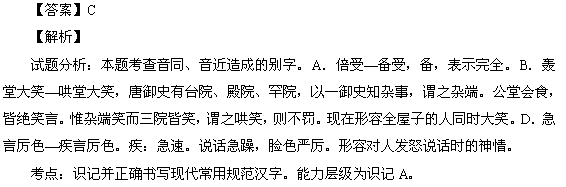 【答案】C
【解析】
试题分析：本题考查音同、音近造成的别字。A．倍受—备受，备，表示完全。B．轰
堂大笑—哄堂大笑，唐御史有台院、殿院、罕院，以一御史知杂事，谓之杂端。公堂会食，
皆绝笑言。惟杂端笑而三院皆笑，谓之哄笑，则不罚。现在形容全屋子的人同时大笑。D．急
言厉色—疾言厉色。疾：急速。说话急躁，脸色严厉。形容对人发怒说话时的神情。
考点：识记并正确书写现代常用规范汉字。能力层级为识记 A。